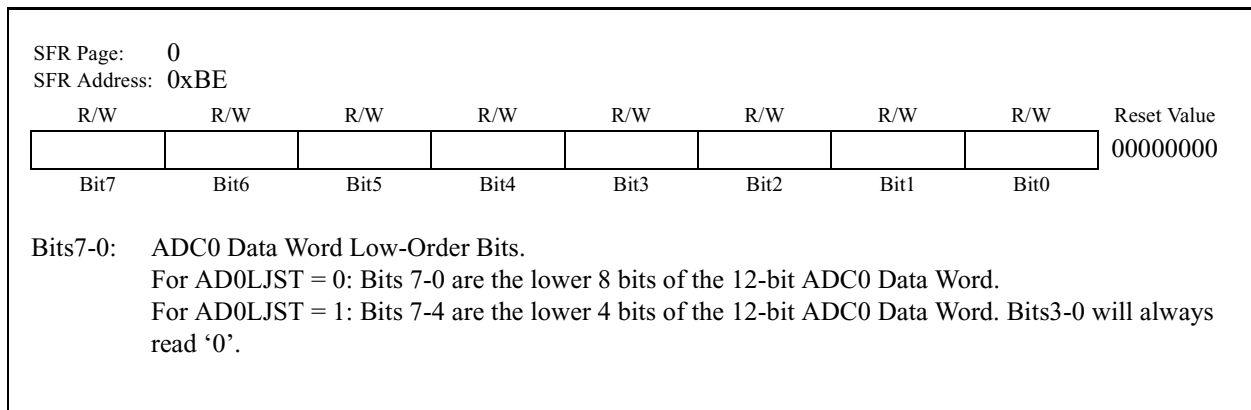 SFR Page: 0
SFR Address: 0xBE
R/W R/W R/W R/W R/W R/W R/W R/W Reset Value
00000000
Bit7 Bit6 Bit5 Bit4 Bit3 Bit2 Bit1 Bit0
Bits7-0: ADC0 Data Word Low-Order Bits.
For AD0LJST = 0: Bits 7-0 are the lower 8 bits of the 12-bit ADC0 Data Word.
For AD0LJST = 1: Bits 7-4 are the lower 4 bits of the 12-bit ADC0 Data Word. Bits3-0 will always
read ‘0’.